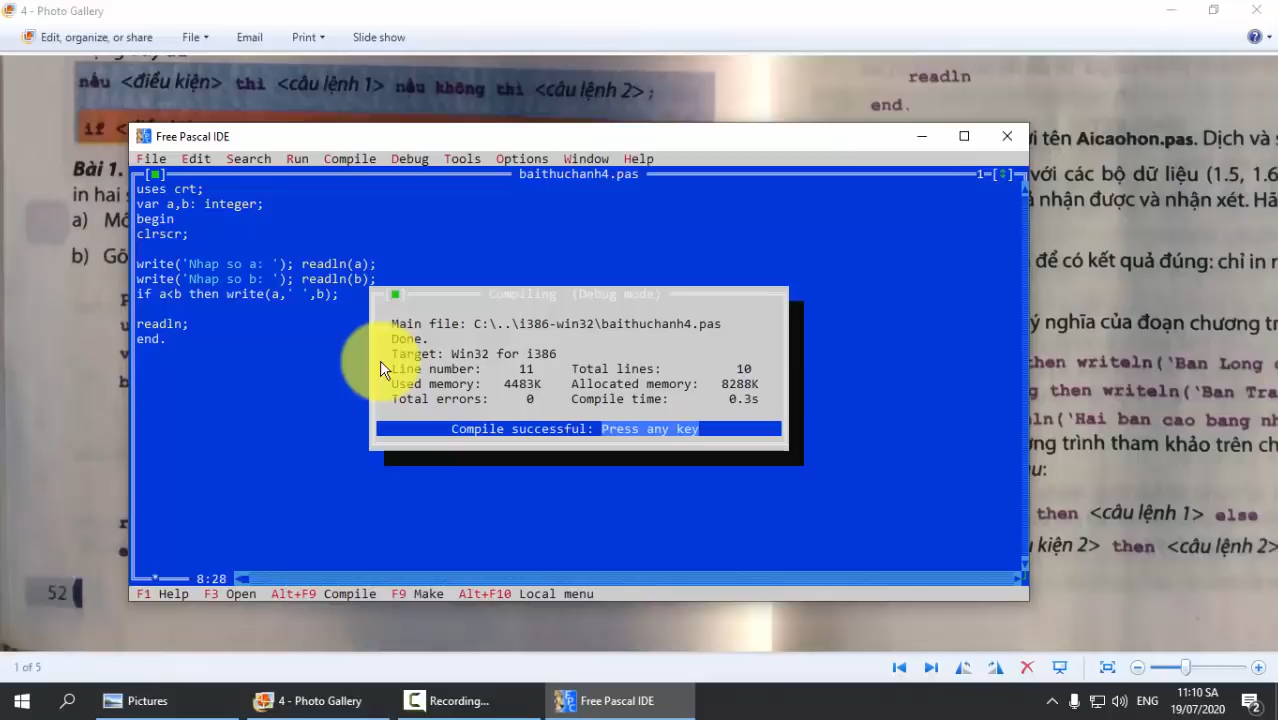 4 - Photo Gallery
Edit, organize, or share File Email Print Slide show
nếu <điều kiện> thì <câu lệnh 1> nếu không thì <câu lệnh 2>;
if <
readln
end.
Free Pascal IDE
File Edit Search Run Compile Debug Tools Options Window Help
baithuchanh4.pas 1
uses crt;
var a,b: integer;
begin
clrscr;
write('Nhap so a: '); readln(a);
write('Nhap so b: '); readln(b);
if a<b then write(a,' ',b);
readln;
end.
8:28
F1 Help F3 Open Alt+F9 Compile F9 Make Alt+F10 Local menu
Compiling (Debug mode)
Main file: C:\..\i386-win32\baithuchanh4.pas
Done.
Target: Win32 for i386
Line number: 11 Total lines: 10
Used memory: 4483K Allocated memory: 8288K
Total errors: 0 Compile time: 0.3s
Compile successful: Press any key
Bài 1.
in hai s
a) Mô
b) Gõ
52
tên Aicaohon.pas. Dịch và
với các bộ dữ liệu (1.5, 1.6
nhận được và nhận xét. Hã
để có kết quả đúng: chỉ in r
ý nghĩa của đoạn chương
then writeln('Ban Long
then writeln('Ban Tra
ln('Hai ban cao bang nh
trình tham khảo trên
then <câu lệnh 1> else
kiện 2> then <câu lệnh 2>
1 of 5
Pictures
4 - Photo Gallery
Recording...
Free Pascal IDE
ENG
11:10 SA
19/07/2020
2